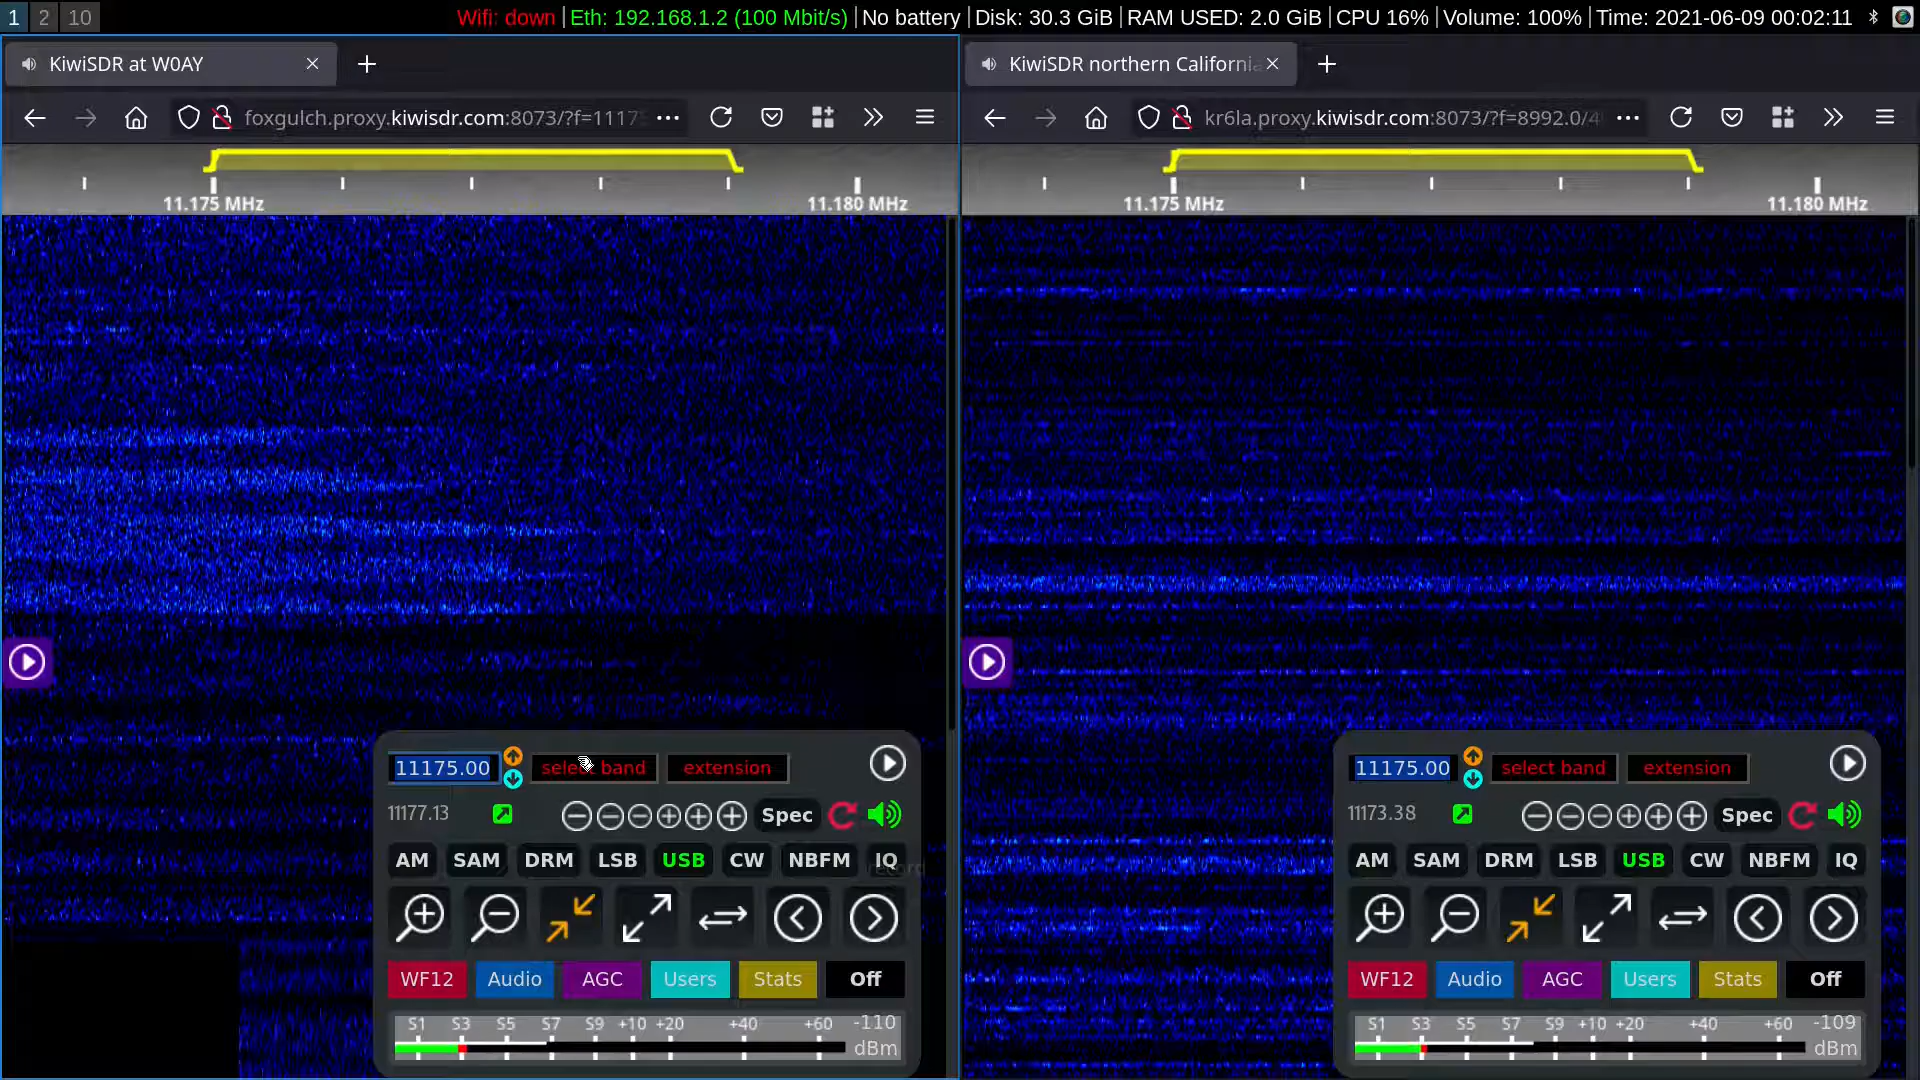 1 2 10 Wifi: down |Eth: 192.168.1.2 (100 Mbit/s)|No battery|Disk: 30.3 GiB|RAM USED: 2.0 GiB|CPU 16%|Volume: 100%|Time: 2021-06-09 00:02:11
KiwiSDR at W0AY
foxgulch.proxy.kiwisdr.com:8073/?f=11175
11.175 MHz 11.180 MHz
11175.00 select band extension
11177.13 Spec
AM SAM DRM LSB USB CW NBFM IQ
record
WF12 Audio AGC Users Stats Off
S1 S3 S5 S7 S9 +10 +20 +40 +60 -110
dBm
KiwiSDR northern California
kr6la.proxy.kiwisdr.com:8073/?f=8992.0/4
11.175 MHz 11.180 MHz
11175.00 select band extension
11173.38 Spec
AM SAM DRM LSB USB CW NBFM IQ
WF12 Audio AGC Users Stats Off
S1 S3 S5 S7 S9 +10 +20 +40 +60 -109
dBm